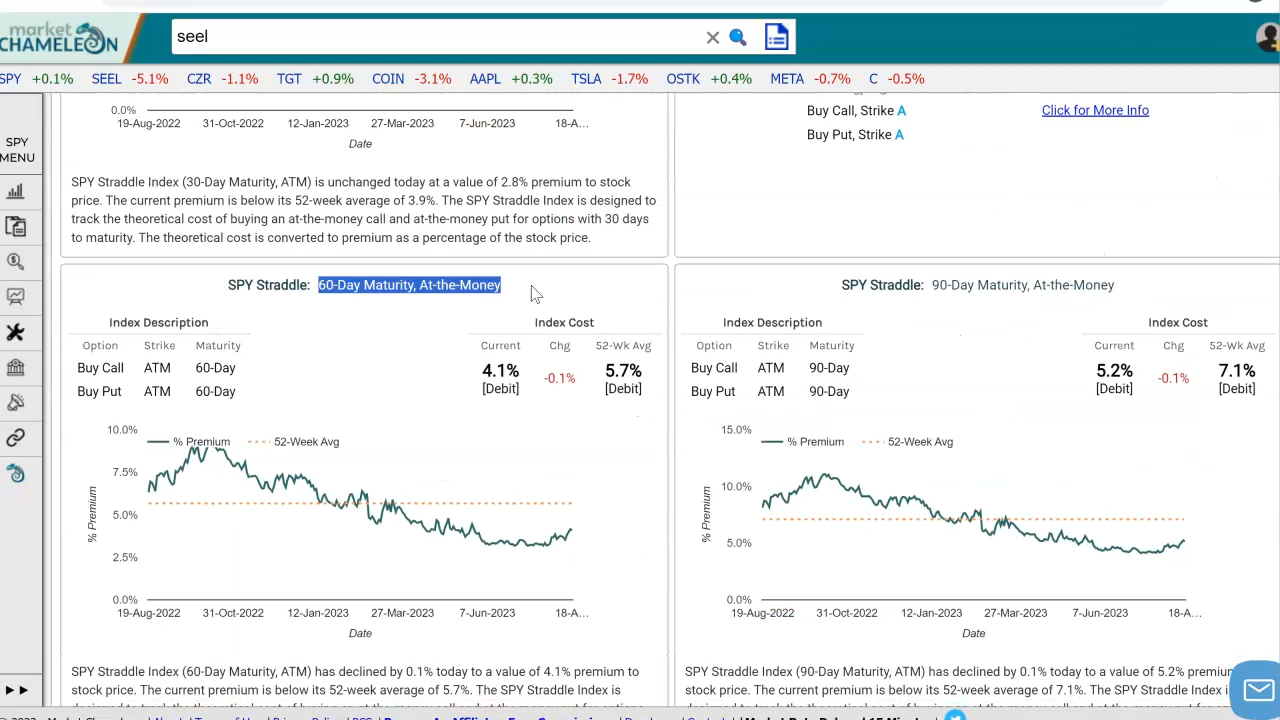 market
CHAMELEON
seel
SPY +0.1% SEEL -5.1% CZR -1.1% TGT +0.9% COIN -3.1% AAPL +0.3% TSLA -1.7% OSTK +0.4% META -0.7% C -0.5%
SPY
MENU
0.0%
19-Aug-2022 31-Oct-2022 12-Jan-2023 27-Mar-2023 7-Jun-2023 18-A...
Date
SPY Straddle Index (30-Day Maturity, ATM) is unchanged today at a value of 2.8% premium to stock
price. The current premium is below its 52-week average of 3.9%. The SPY Straddle Index is designed to
track the theoretical cost of buying an at-the-money call and at-the-money put for options with 30 days
to maturity. The theoretical cost is converted to premium as a percentage of the stock price.
Buy Call, Strike A
Buy Put, Strike A
Click for More Info
SPY Straddle: 60-Day Maturity, At-the-Money
Index Description
Index Cost
Option Strike Maturity
Current Chg 52-Wk Avg
Buy Call ATM 60-Day
Buy Put ATM 60-Day
4.1% -0.1% 5.7%
[Debit] [Debit]
10.0%
% Premium 52-Week Avg
7.5%
5.0%
2.5%
0.0%
% Premium
19-Aug-2022 31-Oct-2022 12-Jan-2023 27-Mar-2023 7-Jun-2023 18-A...
Date
SPY Straddle Index (60-Day Maturity, ATM) has declined by 0.1% today to a value of 4.1% premium to
stock price. The current premium is below its 52-week average of 5.7%. The SPY Straddle Index is
SPY Straddle: 90-Day Maturity, At-the-Money
Index Description
Index Cost
Option Strike Maturity
Current Chg 52-Wk Avg
Buy Call ATM 90-Day
Buy Put ATM 90-Day
5.2% -0.1% 7.1%
[Debit] [Debit]
15.0%
% Premium 52-Week Avg
10.0%
5.0%
0.0%
% Premium
19-Aug-2022 31-Oct-2022 12-Jan-2023 27-Mar-2023 7-Jun-2023 18-A...
Date
SPY Straddle Index (90-Day Maturity, ATM) has declined by 0.1% today to a value of 5.2% premium
stock price. The current premium is below its 52-week average of 7.1%. The SPY Straddle Index